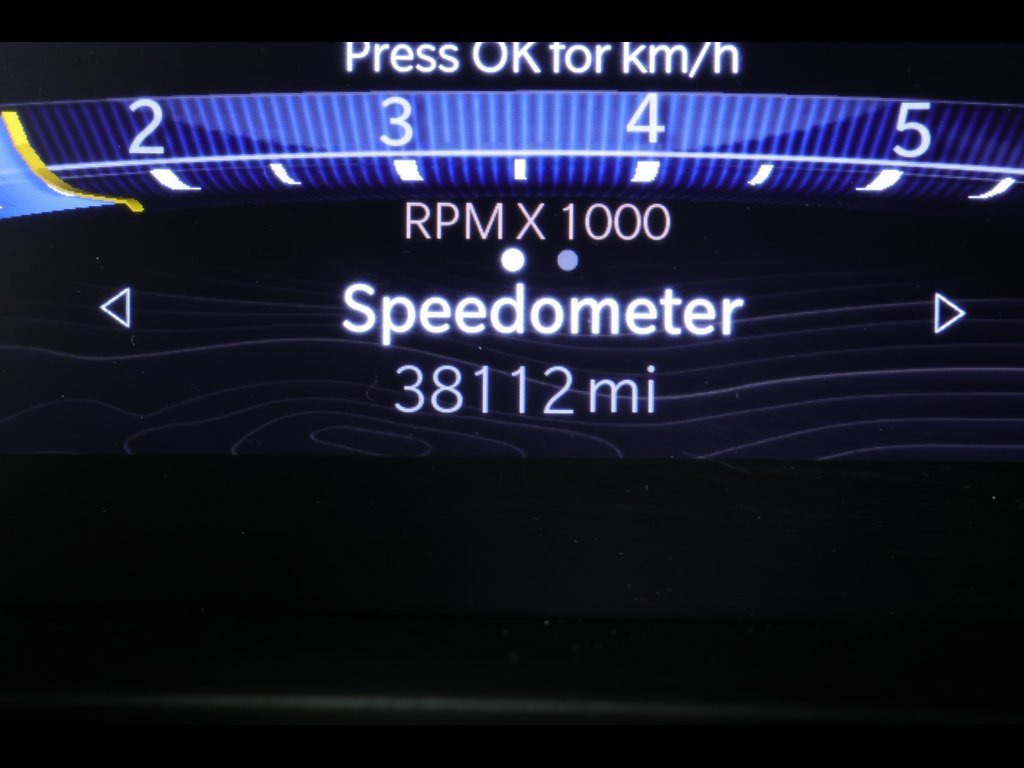 Press OK for km/h
2 3 4 5
RPM X 1000
Speedometer
38112 mi